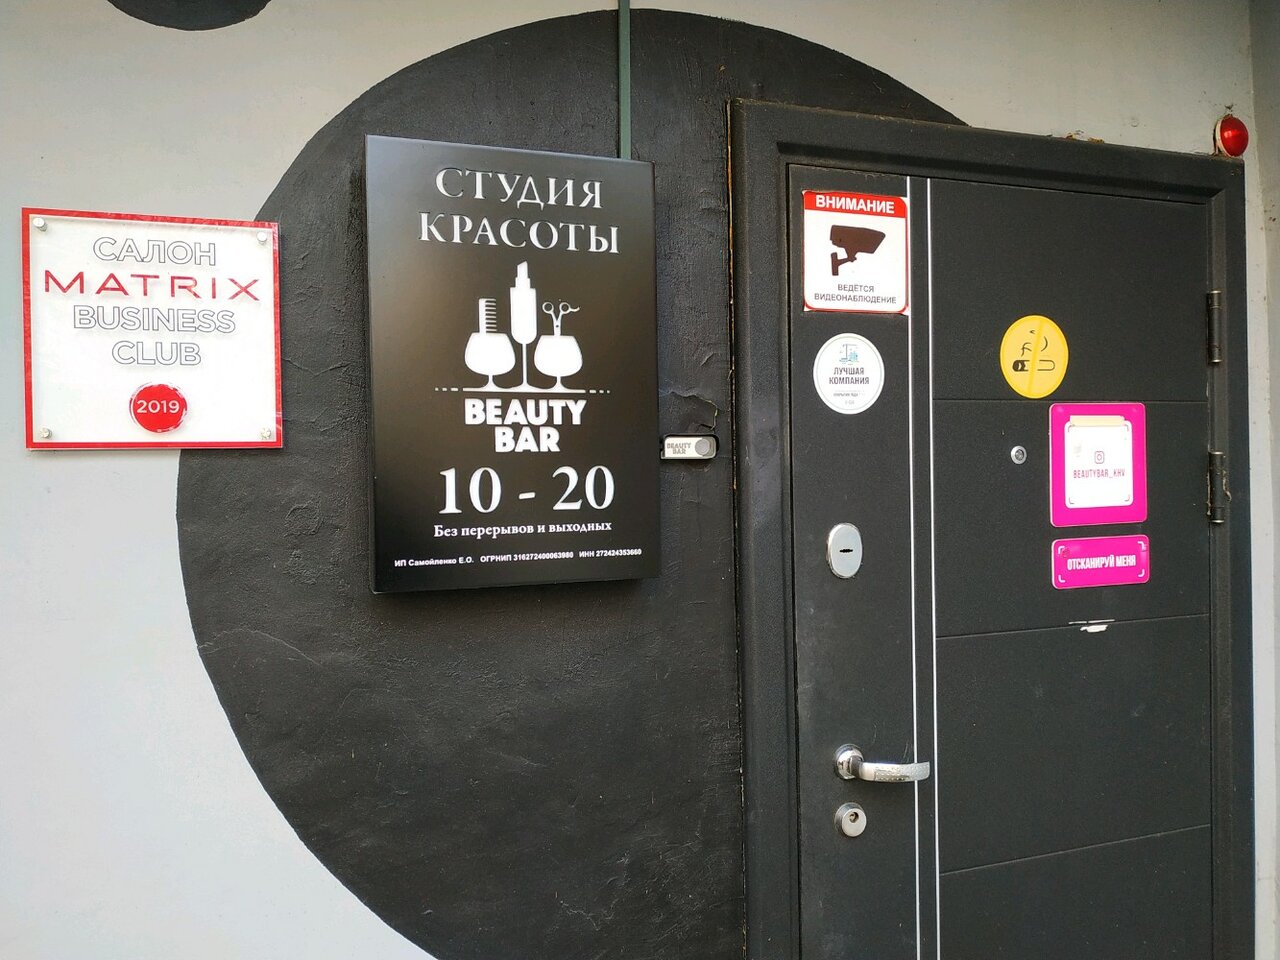 САЛОН
MATRIX
BUSINESS
CLUB
2019
СТУДИЯ
КРАСОТЫ
BEAUTY
BAR
10 - 20
Без перерывов и выходных
ИП Самойленко Е.О. ОГРНИП 316272400063980 ИНН 272424353660
BEAUTY
BAR
ВНИМАНИЕ
ВЕДЁТСЯ
ВИДЕОНАБЛЮДЕНИЕ
ЛУЧШАЯ
КОМПАНИЯ
BEAUTYBAR_KHV
ОТСКАНИРУЙ МЕНЯ